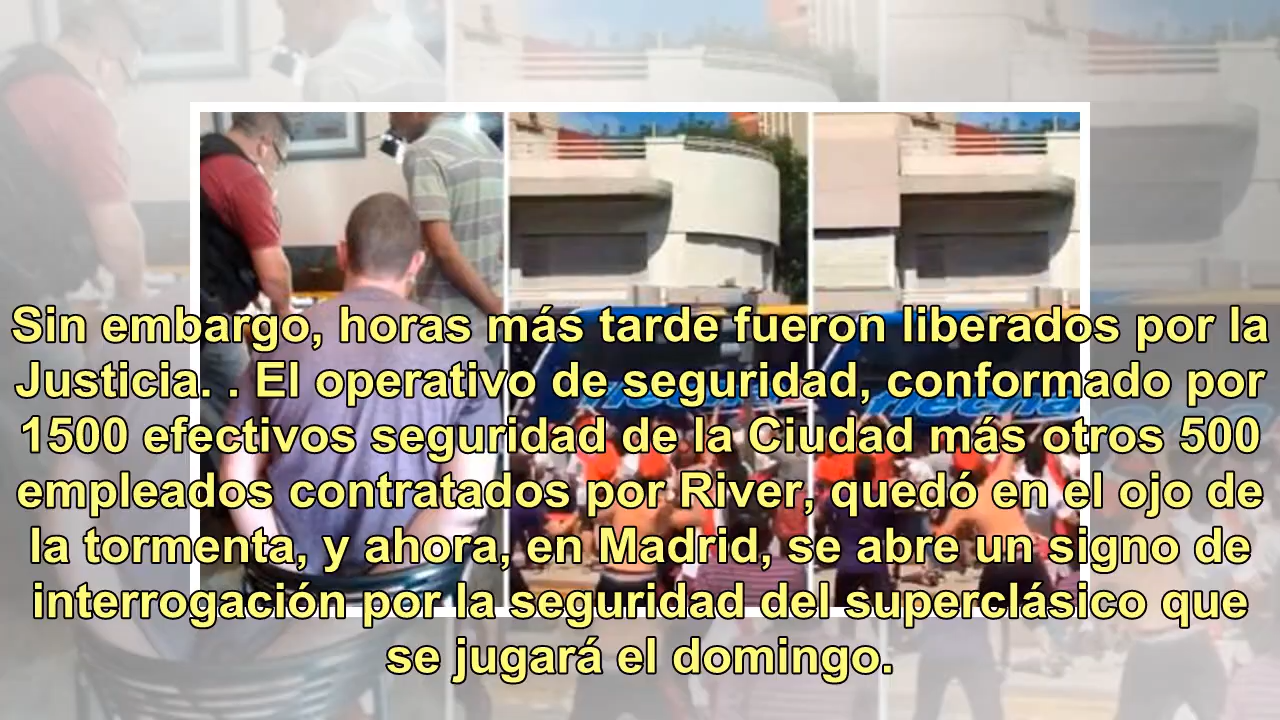 Sin embargo, horas más tarde fueron liberados por la
Justicia. . El operativo de seguridad, conformado por
1500 efectivos seguridad de la Ciudad más otros 500
empleados contratados por River, quedó en el ojo de
la tormenta, y ahora, en Madrid, se abre un signo de
interrogación por la seguridad del superclásico que
se jugará el domingo.